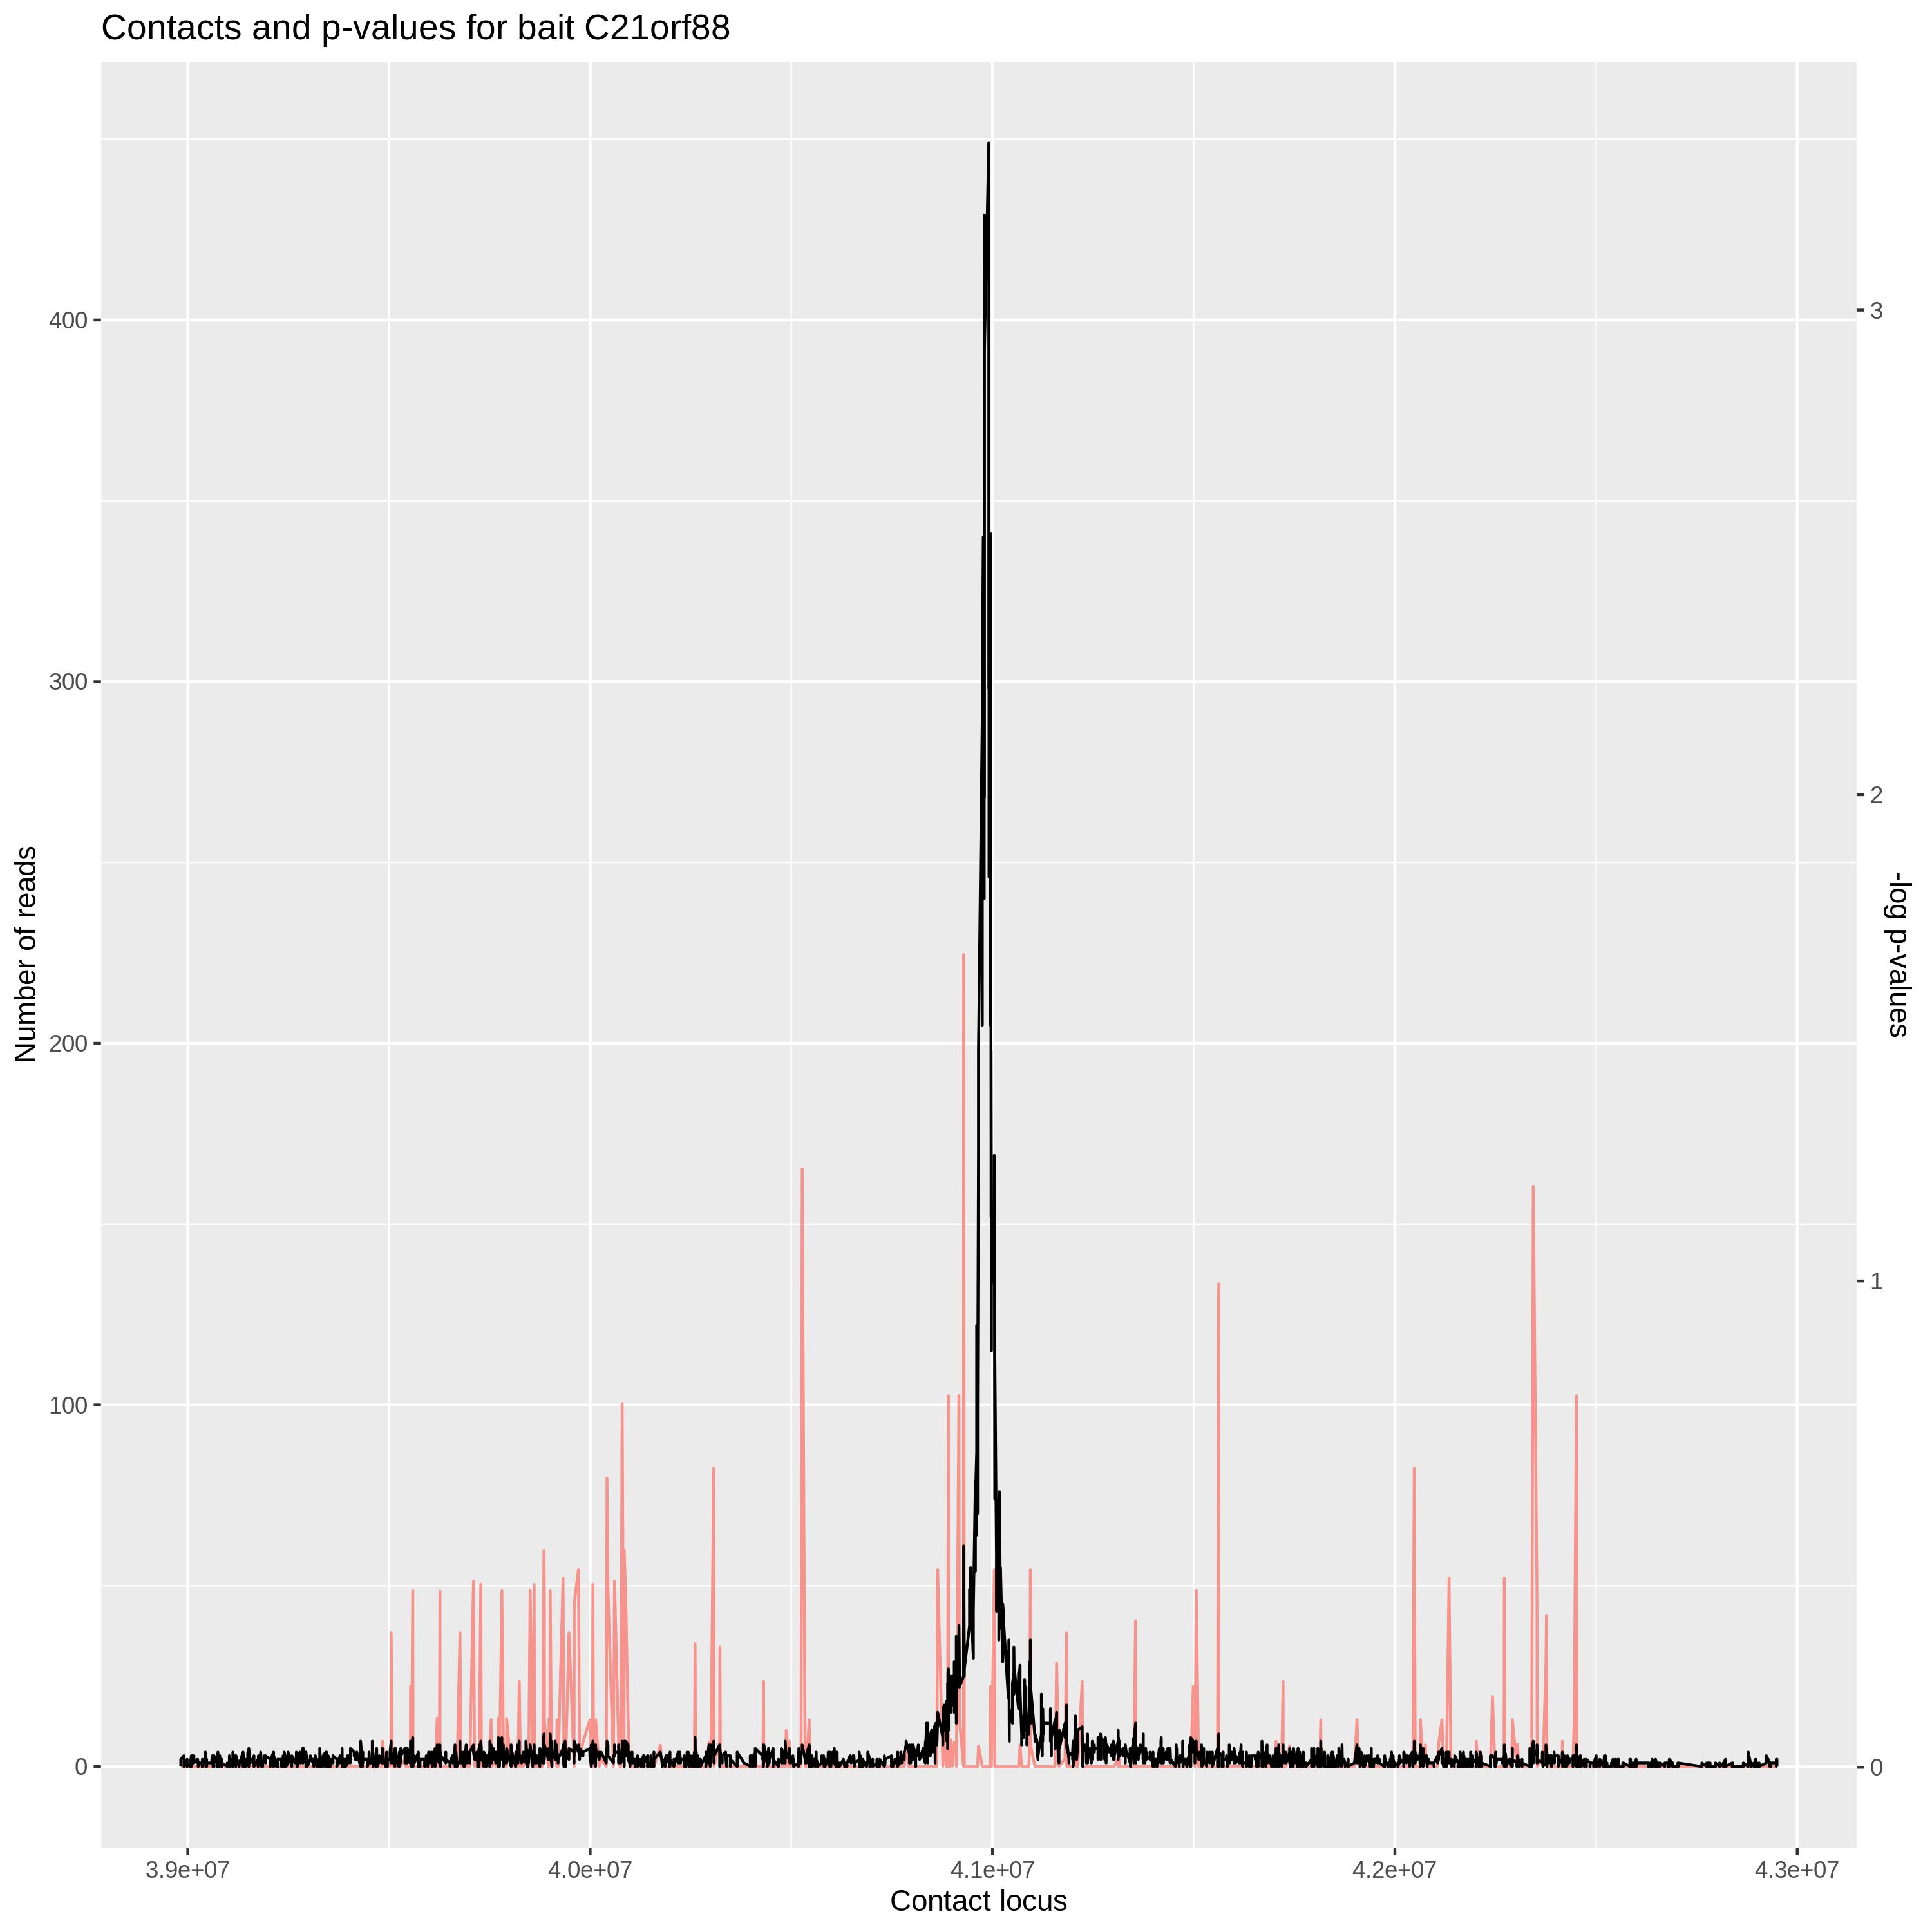 Contacts and p-values for bait C21orf88
400
300
200
100
0
Number of reads
3
2
1
0
-log p-values
3.9e+07 4.0e+07 4.1e+07 4.2e+07 4.3e+07
Contact locus